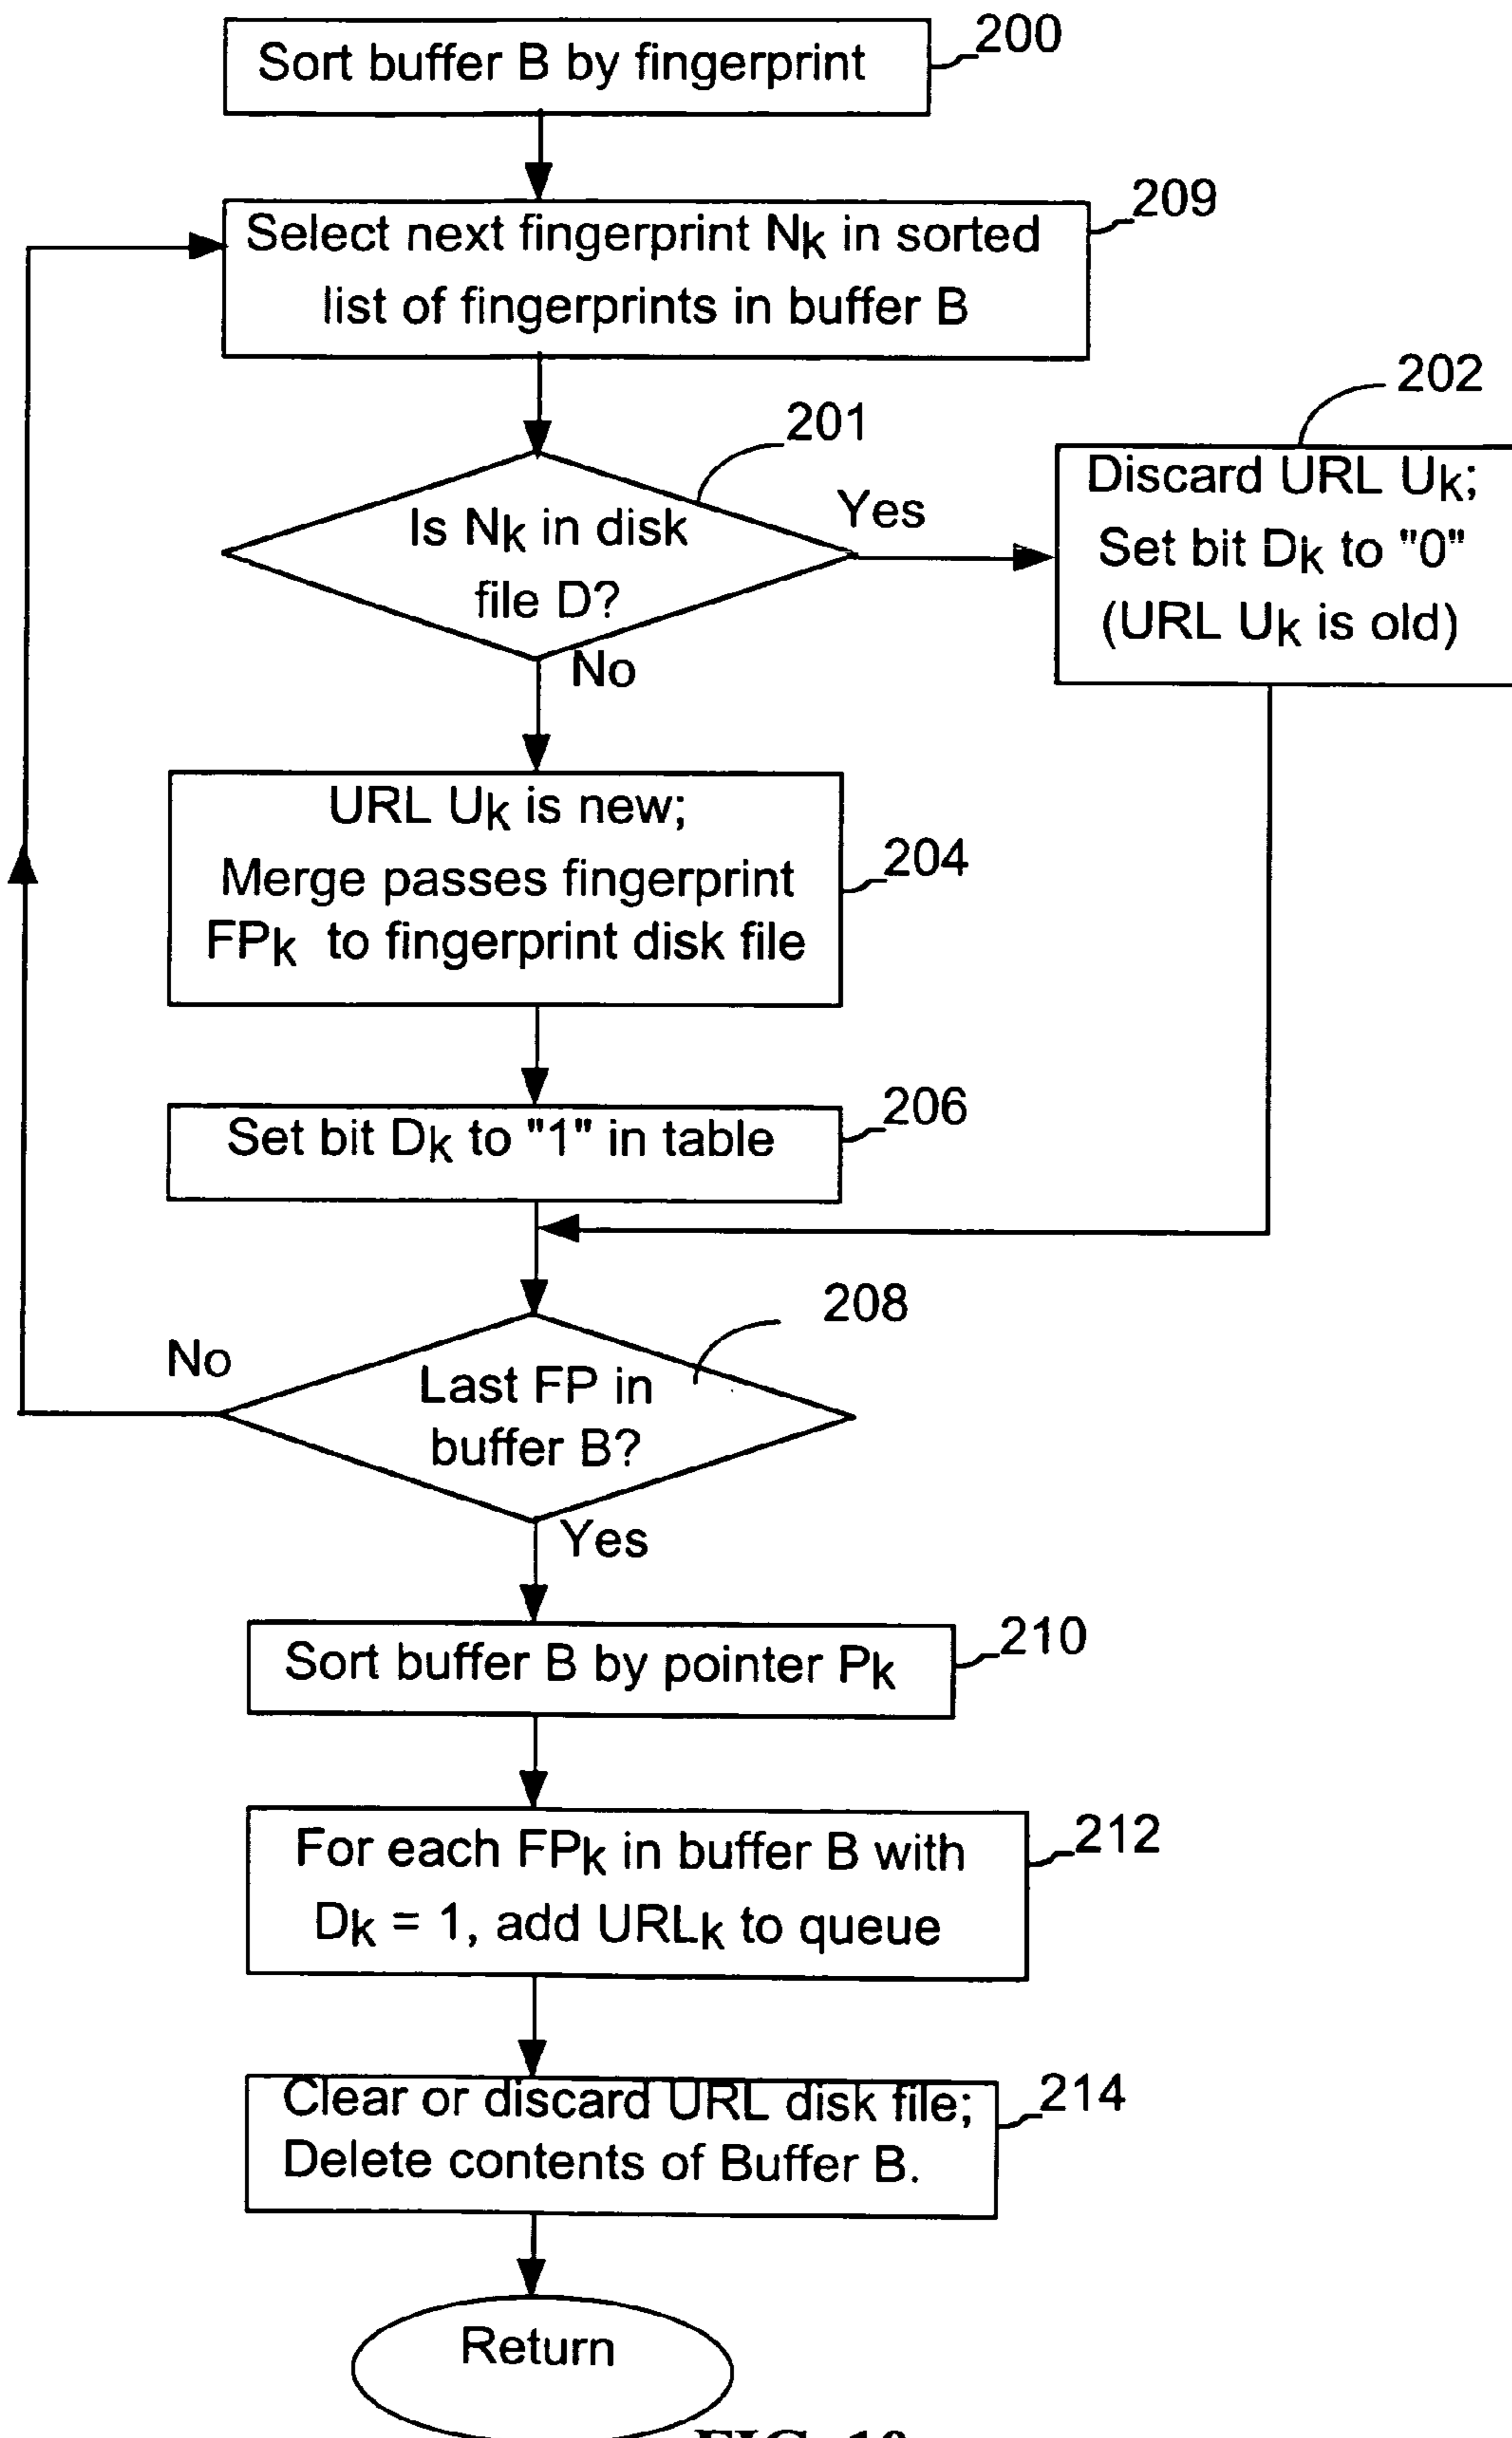 Sort buffer B by fingerprint
200
Select next fingerprint Nk in sorted
list of fingerprints in buffer B
209
201
Is Nk in disk
file D?
Yes
No
202
Discard URL Uk;
Set bit Dk to "0"
(URL Uk is old)
URL Uk is new;
Merge passes fingerprint
FPk to fingerprint disk file
204
Set bit Dk to "1" in table
206
208
Last FP in
buffer B?
No
Yes
Sort buffer B by pointer Pk
210
For each FPk in buffer B with
Dk = 1, add URLk to queue
212
Clear or discard URL disk file;
Delete contents of Buffer B.
214
Return